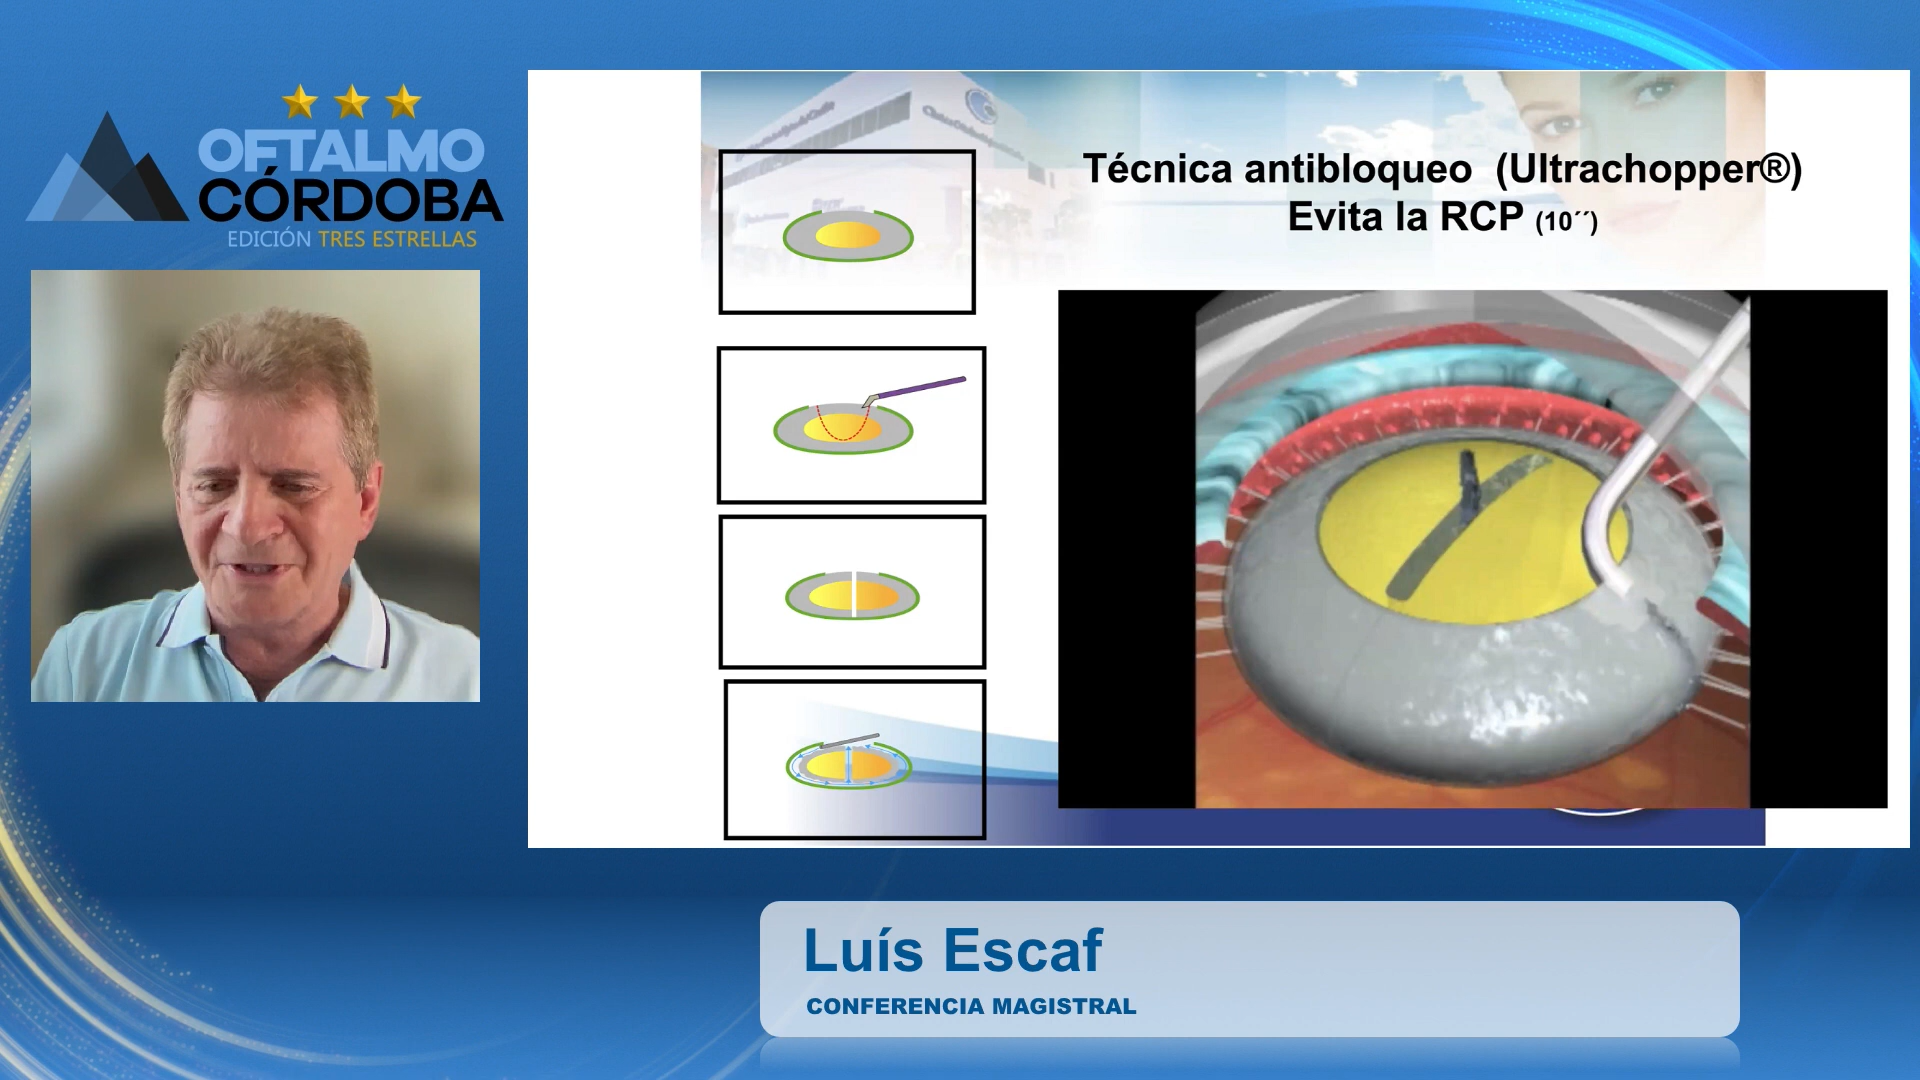 OFTALMO
CÓRDOBA
EDICIÓN TRES ESTRELLAS
Técnica antibloqueo (Ultrachopper®)
Evita la RCP (10´´)
Luís Escaf
CONFERENCIA MAGISTRAL